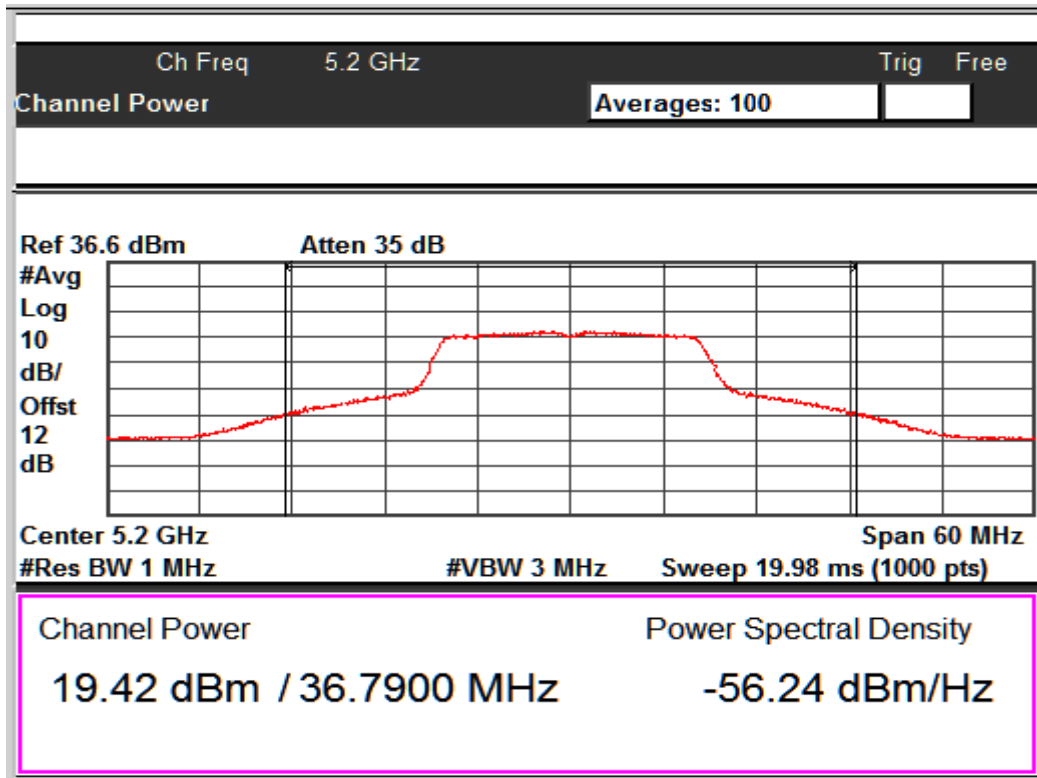 Ch Freq 5.2 GHz Trig Free
Channel Power Averages: 100
Ref 36.6 dBm Atten 35 dB
#Avg
Log
10
dB/
Offst
12
dB
Center 5.2 GHz Span 60 MHz
#Res BW 1 MHz #VBW 3 MHz Sweep 19.98 ms (1000 pts)
Channel Power Power Spectral Density
19.42 dBm / 36.7900 MHz -56.24 dBm/Hz